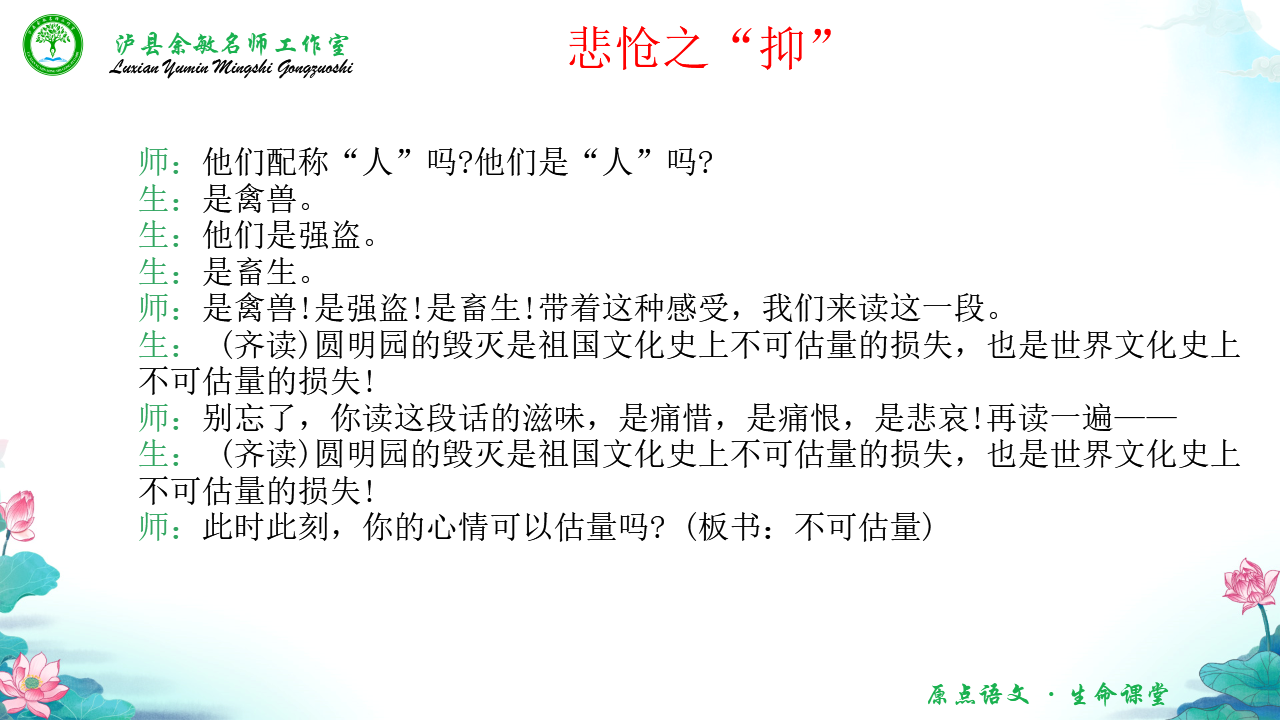 泸县余敏名师工作室
Luxian Yumin Mingshi Gongzuoshi
悲怆之“抑”
师：他们配称“人”吗?他们是“人”吗?
生：是禽兽。
生：他们是强盗。
生：是畜生。
师：是禽兽!是强盗!是畜生!带着这种感受，我们来读这一段。
生： (齐读)圆明园的毁灭是祖国文化史上不可估量的损失，也是世界文化史上
不可估量的损失!
师：别忘了，你读这段话的滋味，是痛惜，是痛恨，是悲哀!再读一遍——
生： (齐读)圆明园的毁灭是祖国文化史上不可估量的损失，也是世界文化史上
不可估量的损失!
师：此时此刻，你的心情可以估量吗? (板书：不可估量)
原点语文 · 生命课堂